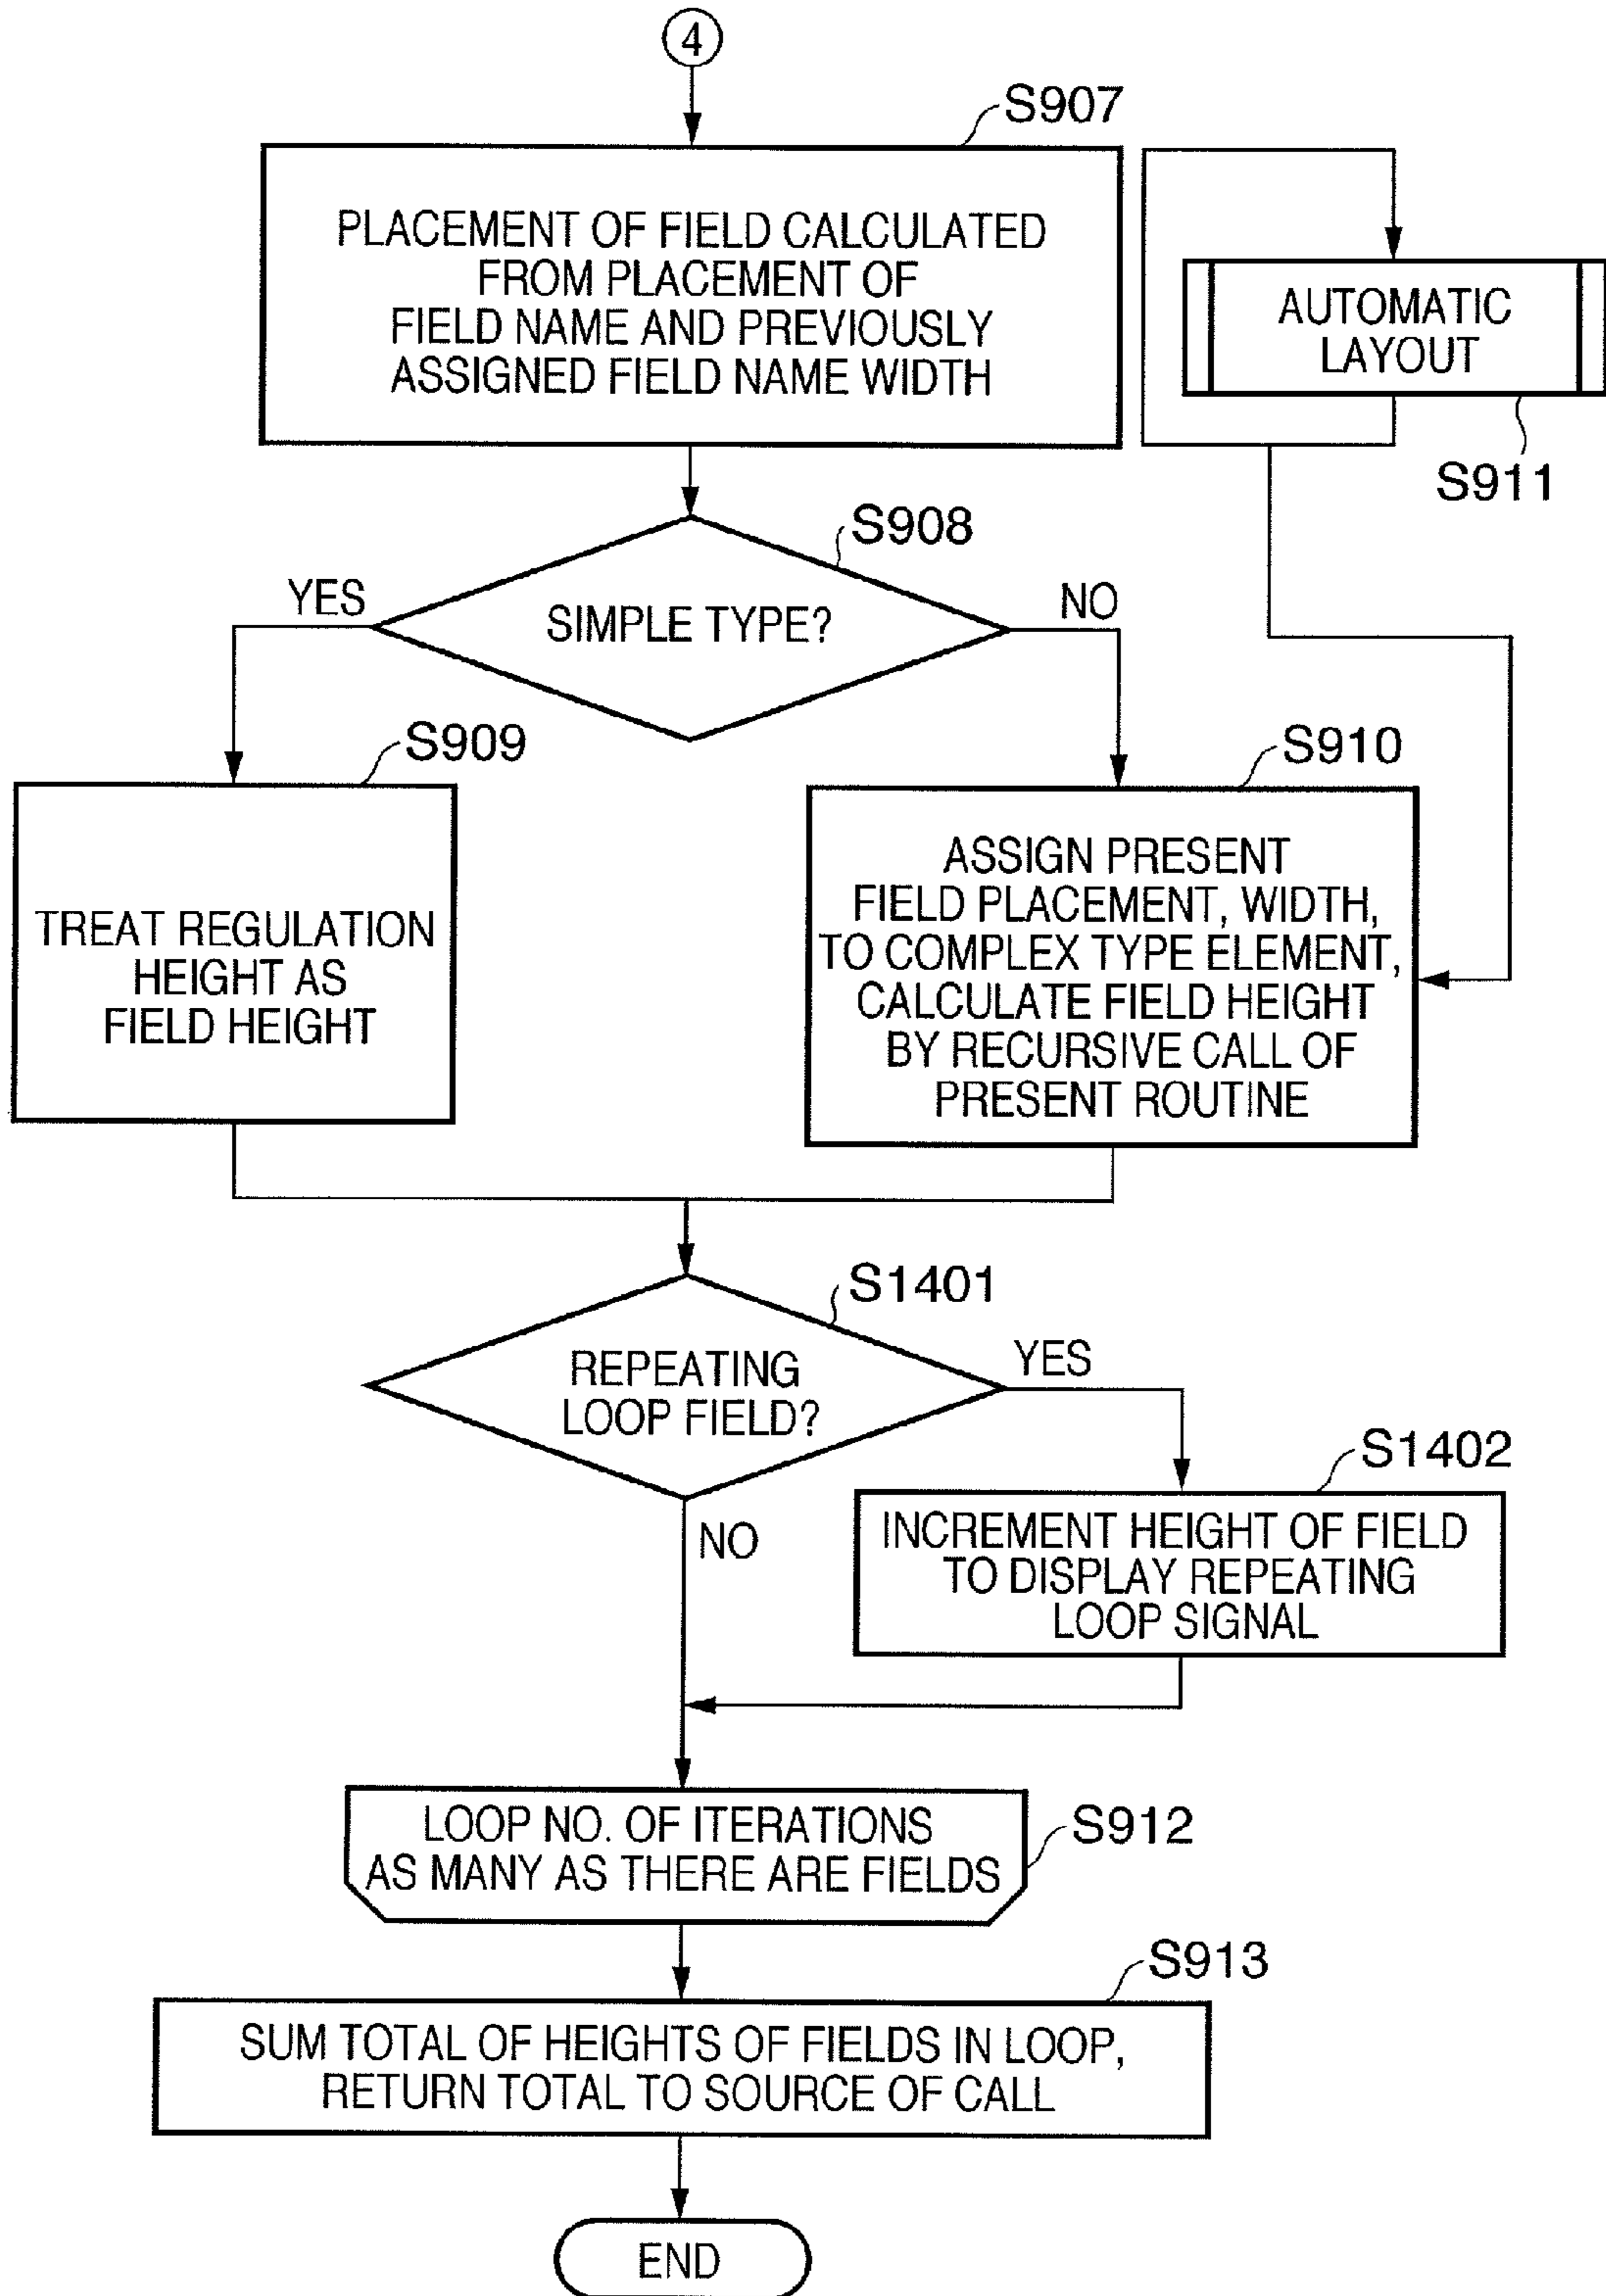 4
S907
PLACEMENT OF FIELD CALCULATED
FROM PLACEMENT OF
FIELD NAME AND PREVIOUSLY
ASSIGNED FIELD NAME WIDTH
AUTOMATIC
LAYOUT
S911
S908
YES
SIMPLE TYPE?
NO
S909
TREAT REGULATION
HEIGHT AS
FIELD HEIGHT
S910
ASSIGN PRESENT
FIELD PLACEMENT, WIDTH,
TO COMPLEX TYPE ELEMENT,
CALCULATE FIELD HEIGHT
BY RECURSIVE CALL OF
PRESENT ROUTINE
S1401
REPEATING
LOOP FIELD?
YES
NO
S1402
INCREMENT HEIGHT OF FIELD
TO DISPLAY REPEATING
LOOP SIGNAL
LOOP NO. OF ITERATIONS
AS MANY AS THERE ARE FIELDS
S912
S913
SUM TOTAL OF HEIGHTS OF FIELDS IN LOOP,
RETURN TOTAL TO SOURCE OF CALL
END